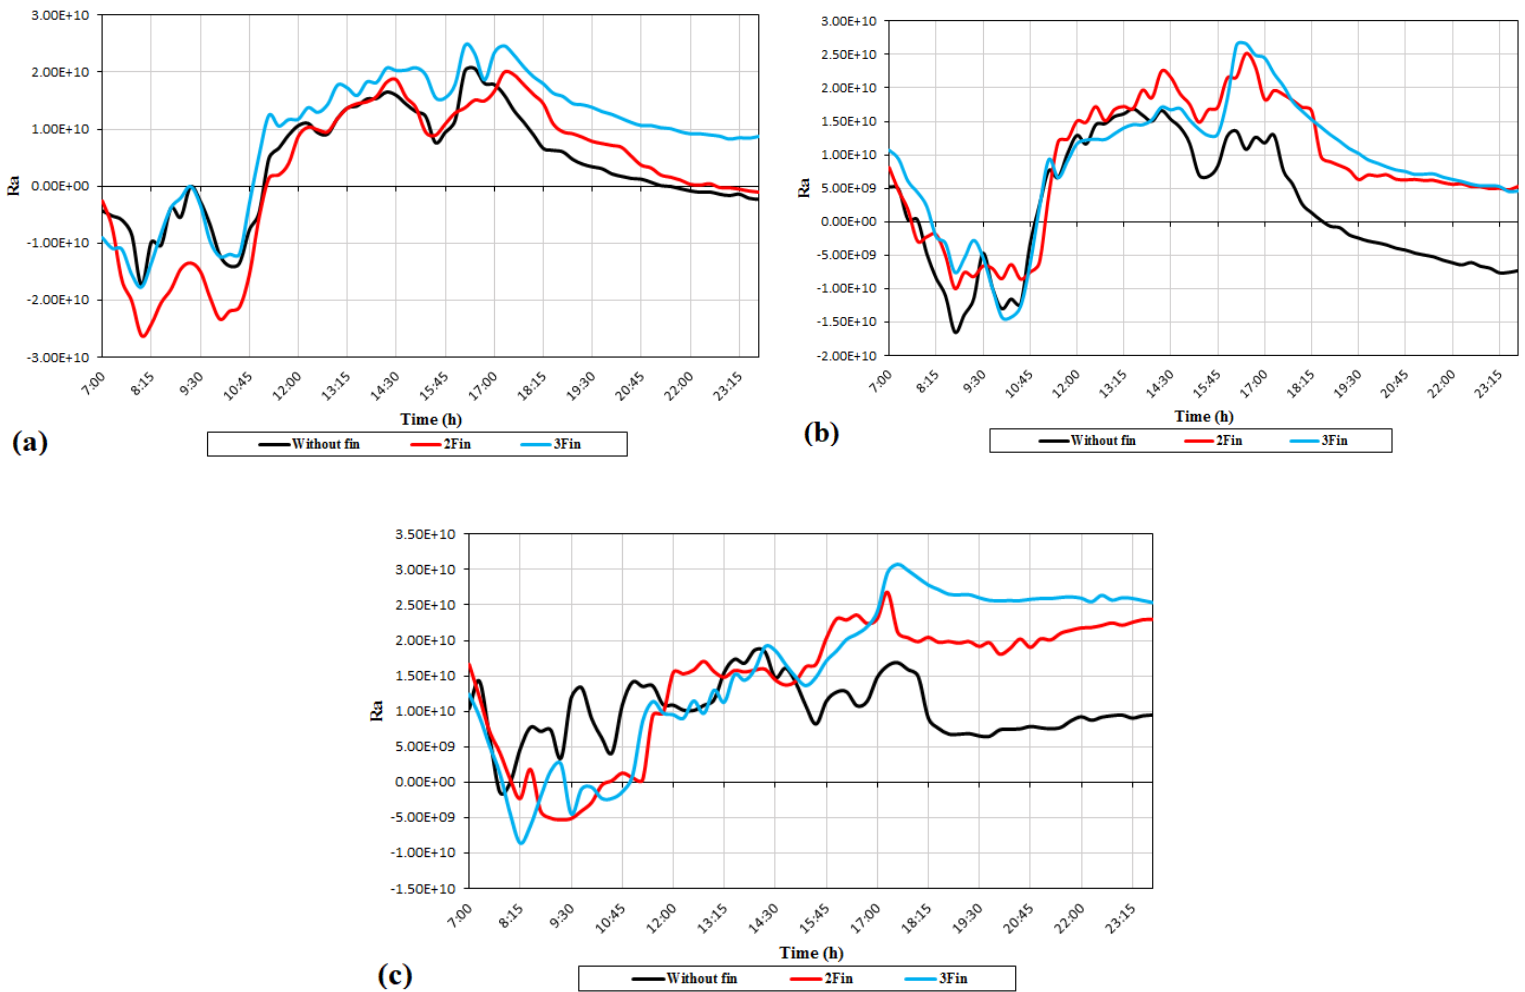 3.00E+10
2.00E+10
1.00E+10
0.00E+00
-1.00E+10
-2.00E+10
-3.00E+10
Ra
7:00 8:15 9:30 10:45 12:00 13:15 14:30 15:45 17:00 18:15 19:30 20:45 22:00 23:15
Time (h)
Without fin 2Fin 3Fin
(a)
3.00E+10
2.50E+10
2.00E+10
1.50E+10
1.00E+10
5.00E+09
0.00E+00
-5.00E+09
-1.00E+10
-1.50E+10
-2.00E+10
Ra
7:00 8:15 9:30 10:45 12:00 13:15 14:30 15:45 17:00 18:15 19:30 20:45 22:00 23:15
Time (h)
Without fin 2Fin 3Fin
(b)
3.50E+10
3.00E+10
2.50E+10
2.00E+10
1.50E+10
1.00E+10
5.00E+09
0.00E+00
-5.00E+09
-1.00E+10
-1.50E+10
Ra
7:00 8:15 9:30 10:45 12:00 13:15 14:30 15:45 17:00 18:15 19:30 20:45 22:00 23:15
Time (h)
Without fin 2Fin 3Fin
(c)